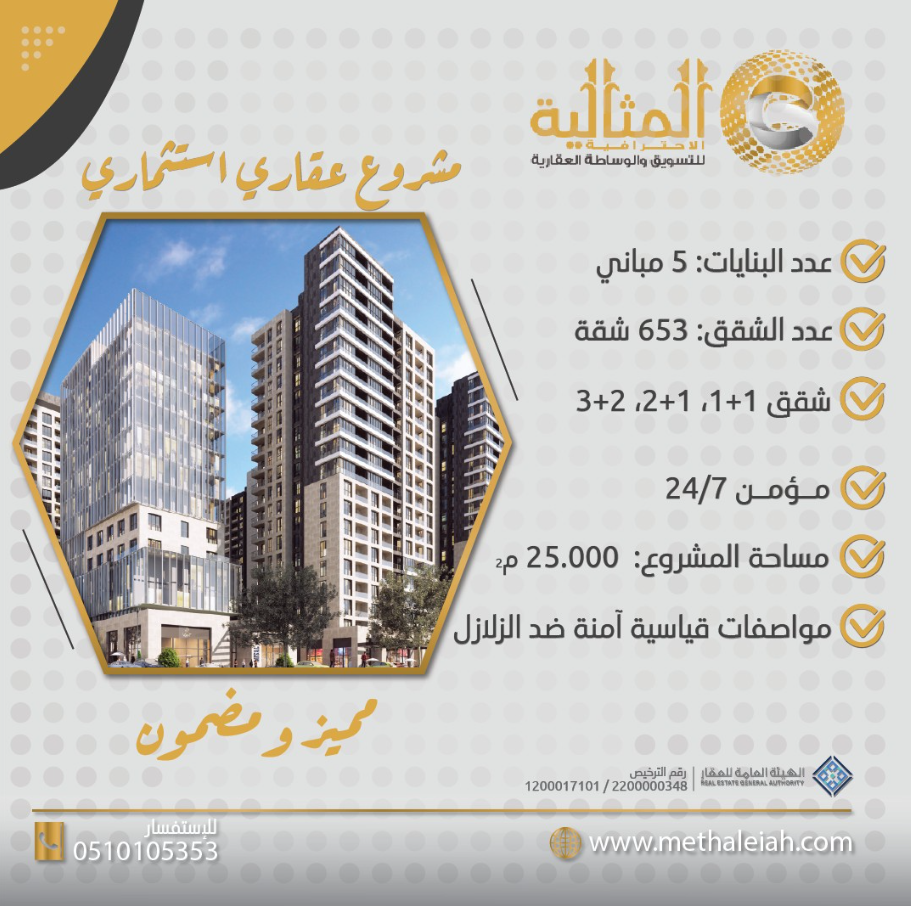 المثالية
الاحترافية
للتسويق والوساطة العقارية
مشروع عقاري استثماري
عدد البنايات: 5 مباني
عدد الشقق: 653 شقة
شقق 1+1، 1+2، 2+3
مـؤمـن 24/7
مساحة المشروع: 25.000 م2
مواصفات قياسية آمنة ضد الزلازل
مميز و مضمون
الهيئة العامة للعقار
REAL ESTATE GENERAL AUTHORITY
رقم الترخيص
1200017101 / 2200000348
للإستفسار
0510105353
www.methaleiah.com